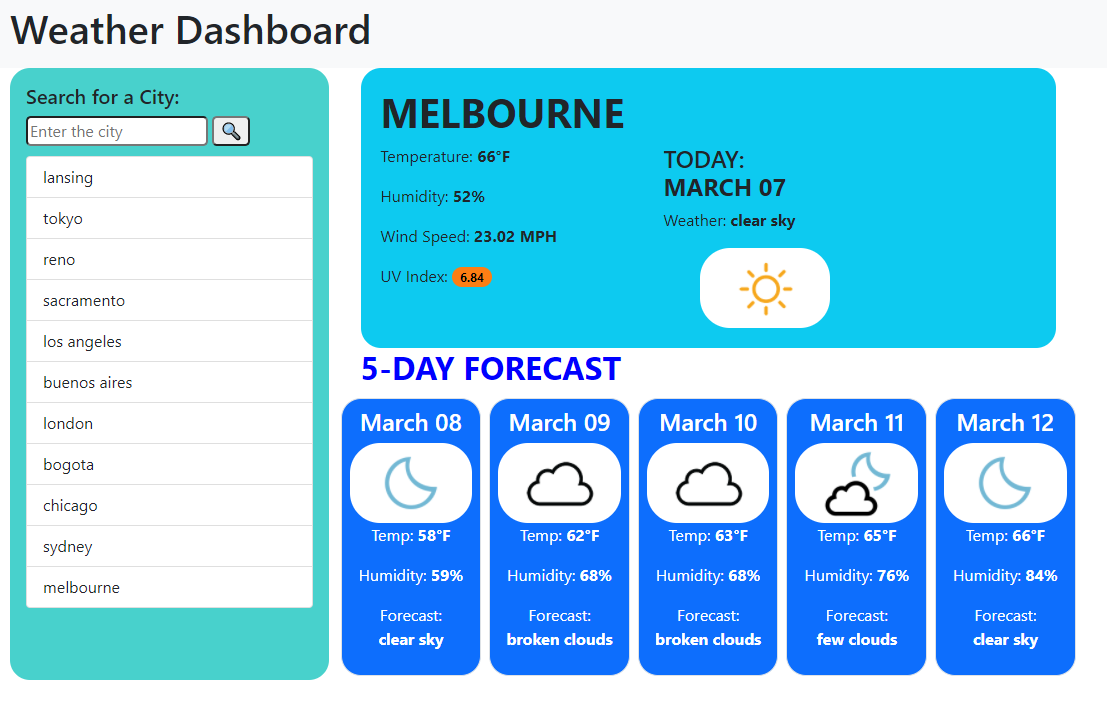 Weather Dashboard
Search for a City:
Enter the city
lansing
tokyo
reno
sacramento
los angeles
buenos aires
london
bogota
chicago
sydney
melbourne
MELBOURNE
Temperature: 66°F
Humidity: 52%
Wind Speed: 23.02 MPH
UV Index: 6.84
TODAY:
MARCH 07
Weather: clear sky
5-DAY FORECAST
March 08
Temp: 58°F
Humidity: 59%
Forecast:
clear sky
March 09
Temp: 62°F
Humidity: 68%
Forecast:
broken clouds
March 10
Temp: 63°F
Humidity: 68%
Forecast:
broken clouds
March 11
Temp: 65°F
Humidity: 76%
Forecast:
few clouds
March 12
Temp: 66°F
Humidity: 84%
Forecast:
clear sky